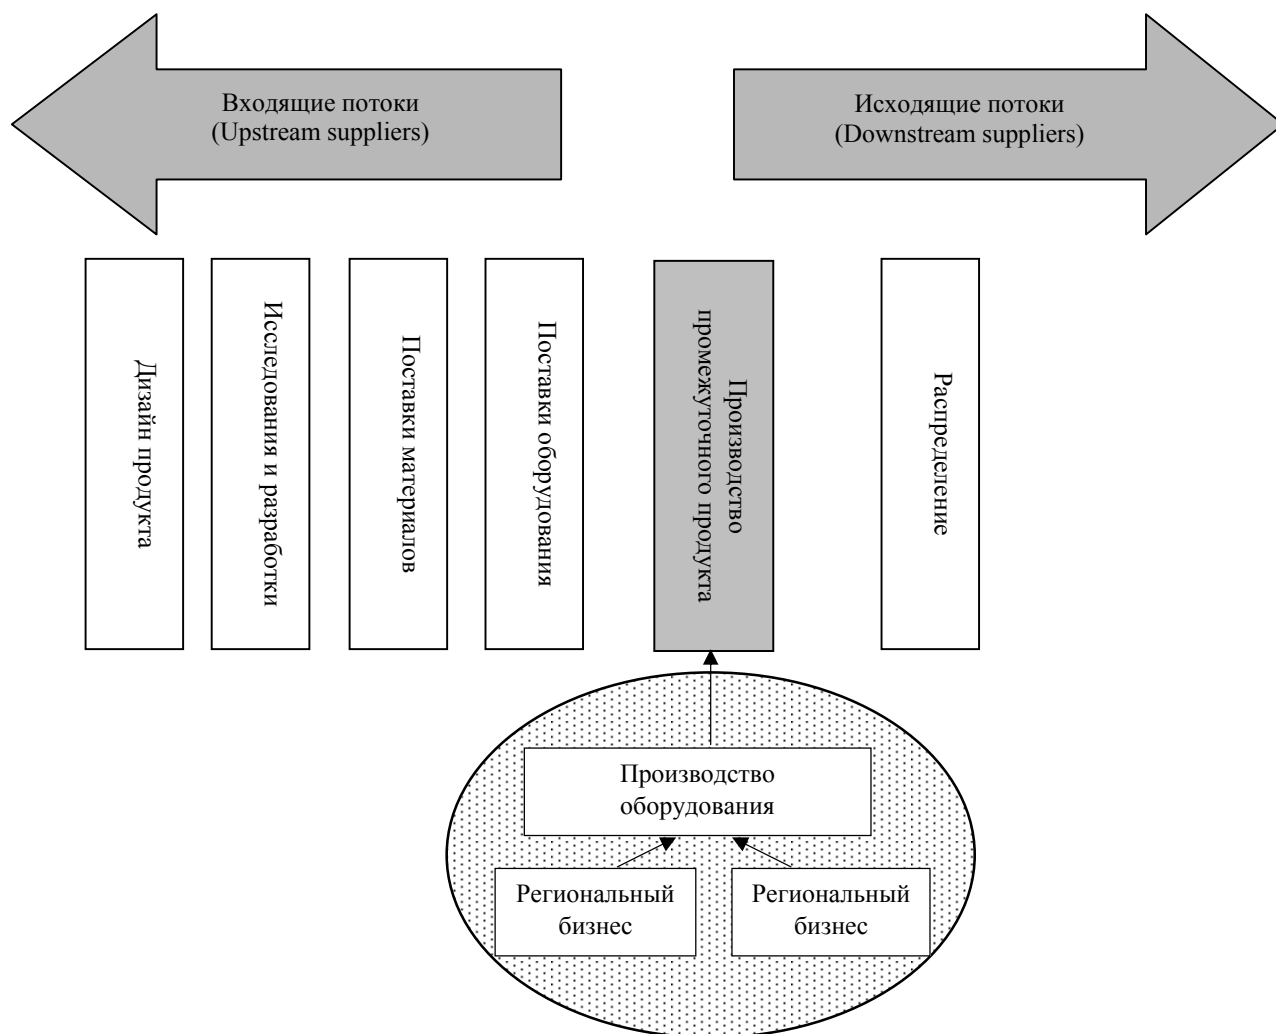 Входящие потоки
(Upstream suppliers)
Исходящие потоки
(Downstream suppliers)
Дизайн продукта
Исследования и разработки
Поставки материалов
Поставки оборудования
Производство
промежуточного продукта
Распределение
Производство
оборудования
Региональный
бизнес
Региональный
бизнес